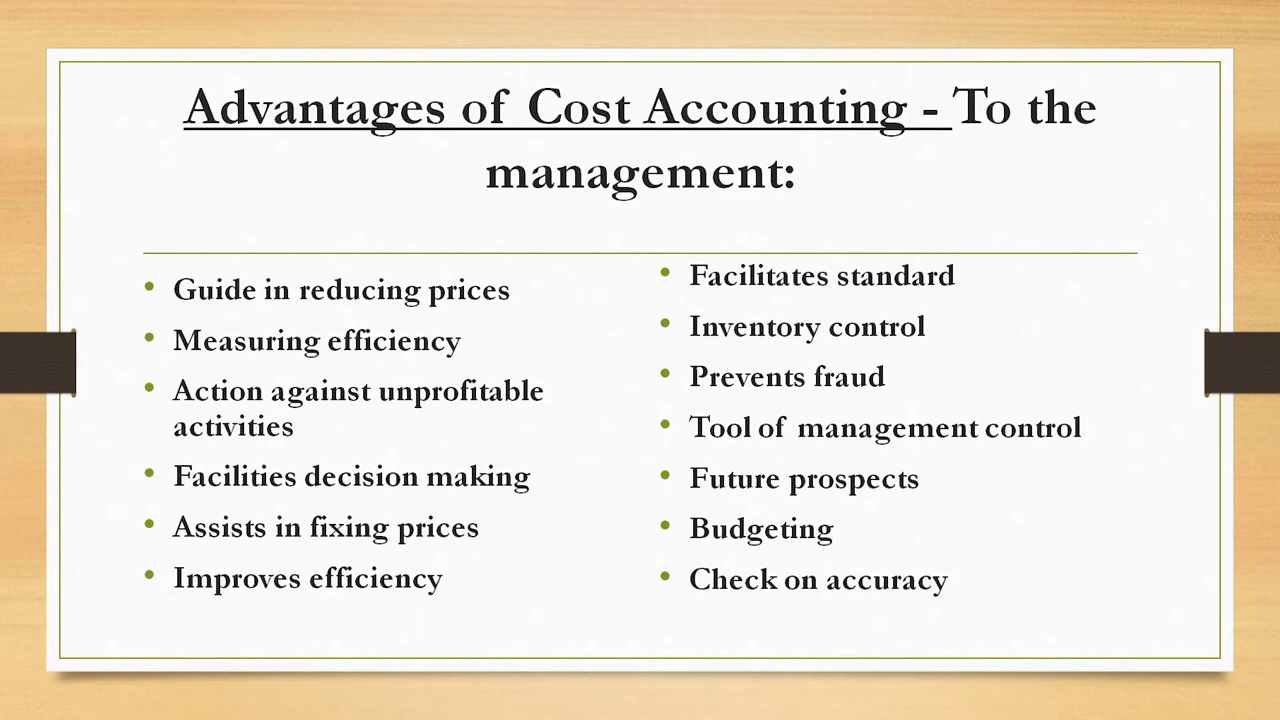 Advantages of Cost Accounting - To the
management:
• Guide in reducing prices
• Measuring efficiency
• Action against unprofitable
activities
• Facilities decision making
• Assists in fixing prices
• Improves efficiency
• Facilitates standard
• Inventory control
• Prevents fraud
• Tool of management control
• Future prospects
• Budgeting
• Check on accuracy